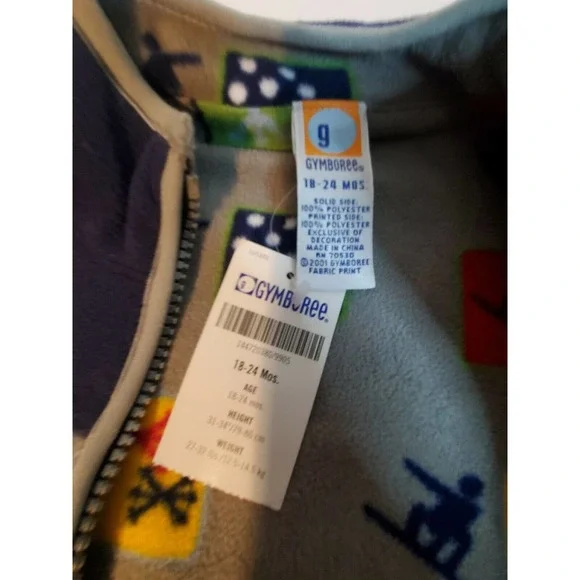 g
GYMBOREE®
18-24 MOS.
SOLID SIDE:
100% POLYESTER
PRINTED SIDE:
100% POLYESTER
EXCLUSIVE OF
DECORATION
MADE IN CHINA
RN 70530
©2001 GYMBOREE
FABRIC PRINT
g GYMBOREE®
18-24 Mos.
AGE
18-24 mos.
HEIGHT
WEIGHT